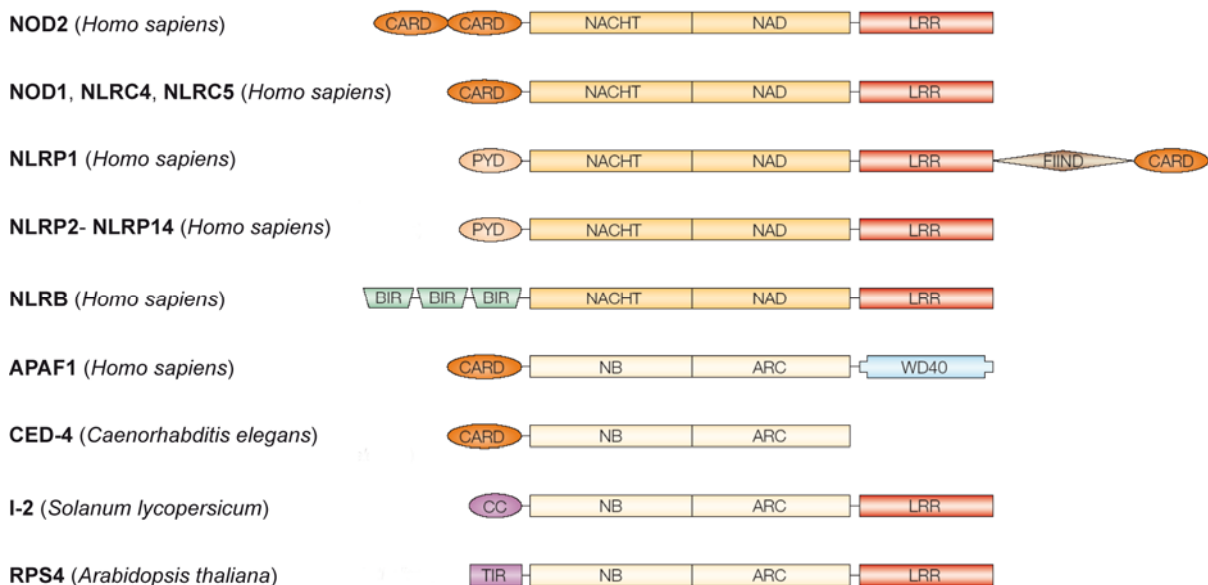 NOD2 (Homo sapiens) CARD CARD NACHT NAD LRR
NOD1, NLRC4, NLRC5 (Homo sapiens) CARD NACHT NAD LRR
NLRP1 (Homo sapiens) PYD NACHT NAD LRR FIIND CARD
NLRP2- NLRP14 (Homo sapiens) PYD NACHT NAD LRR
NLRB (Homo sapiens) BIR BIR BIR NACHT NAD LRR
APAF1 (Homo sapiens) CARD NB ARC WD40
CED-4 (Caenorhabditis elegans) CARD NB ARC
I-2 (Solanum lycopersicum) CC NB ARC LRR
RPS4 (Arabidopsis thaliana) TIR NB ARC LRR